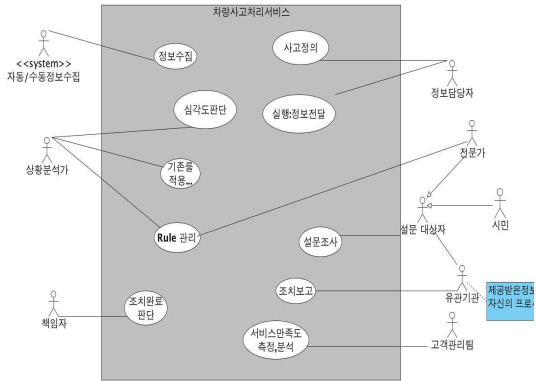 차량사고처리서비스
<<system>>
자동/수동정보수집
정보수집
사고정의
정보담당자
심각도판단
실행:정보전달
상황분석가
기존룰
적용...
전문가
Rule 관리
설문조사
설문 대상자
시민
조치보고
유관기관
제공받은정보
자신의 프로
책임자
조치완료
판단
서비스만족도
측정,분석
고객관리팀